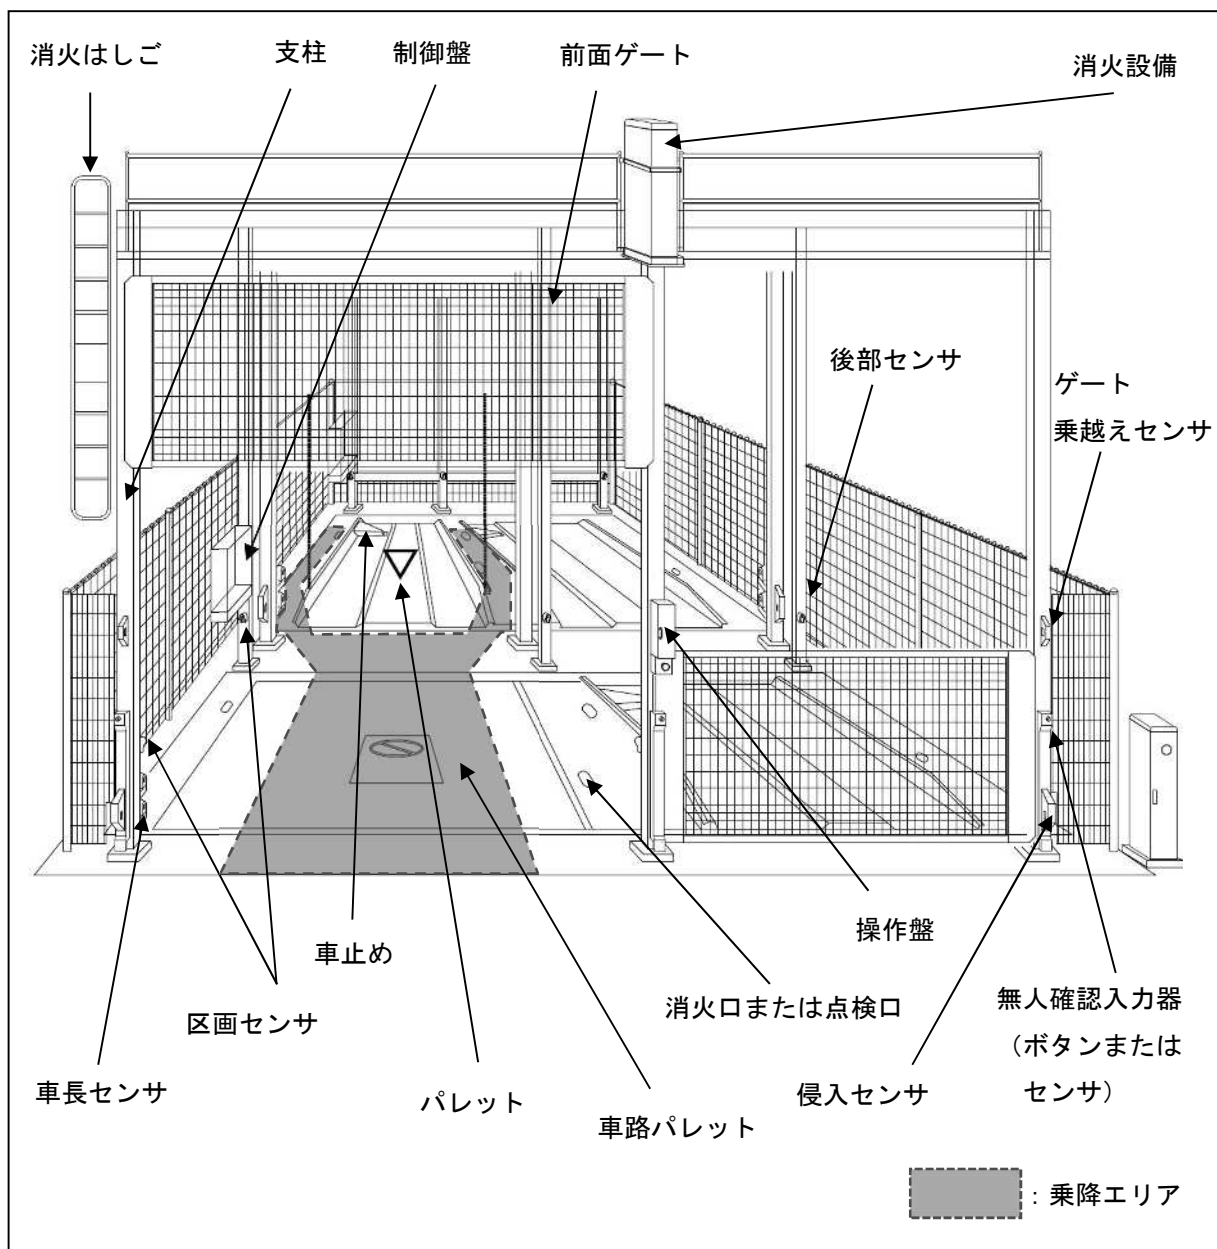 消火はしご
支柱
制御盤
前面ゲート
消火設備
後部センサ
ゲート
乗越えセンサ
操作盤
車止め
消火口または点検口
無人確認入力器
（ボタンまたは
センサ）
区画センサ
車長センサ
パレット
車路パレット
侵入センサ
：乗降エリア